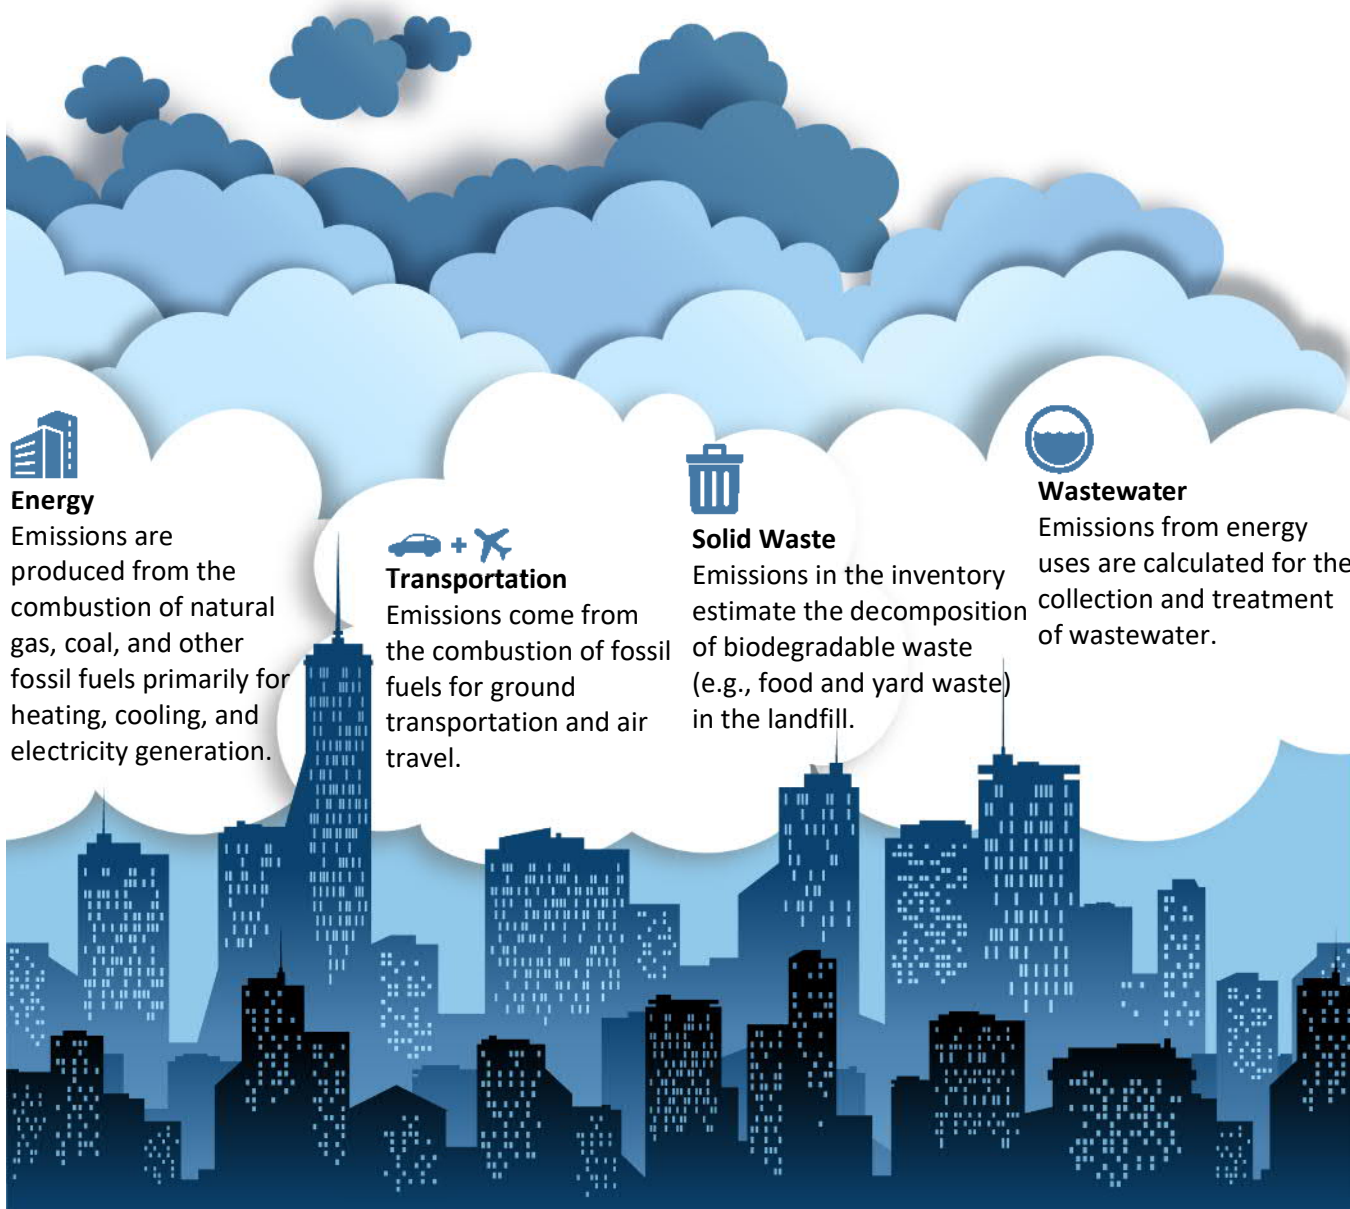 Energy
Emissions are
produced from the
combustion of natural
gas, coal, and other
fossil fuels primarily for
heating, cooling, and
electricity generation.
Transportation
Emissions come from
the combustion of fossil
fuels for ground
transportation and air
travel.
Solid Waste
Emissions in the inventory
estimate the decomposition
of biodegradable waste
(e.g., food and yard waste)
in the landfill.
Wastewater
Emissions from energy
uses are calculated for the
collection and treatment
of wastewater.